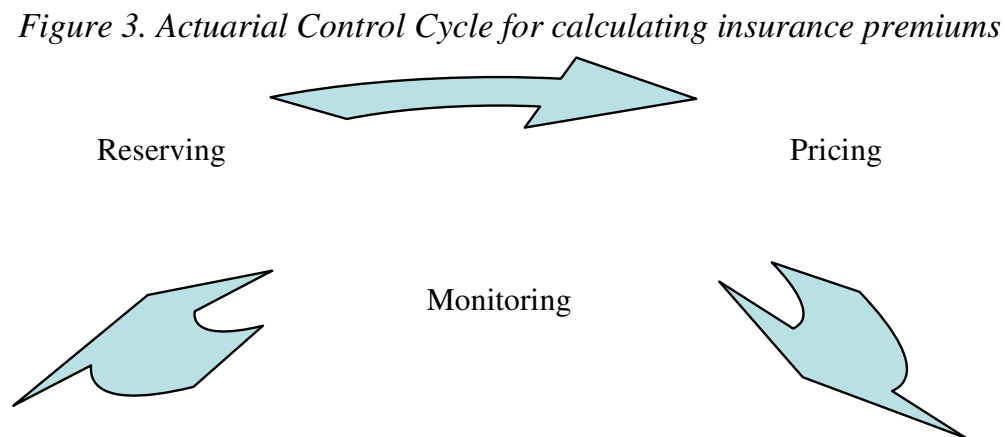 Figure 3. Actuarial Control Cycle for calculating insurance premiums
Reserving
Pricing
Monitoring